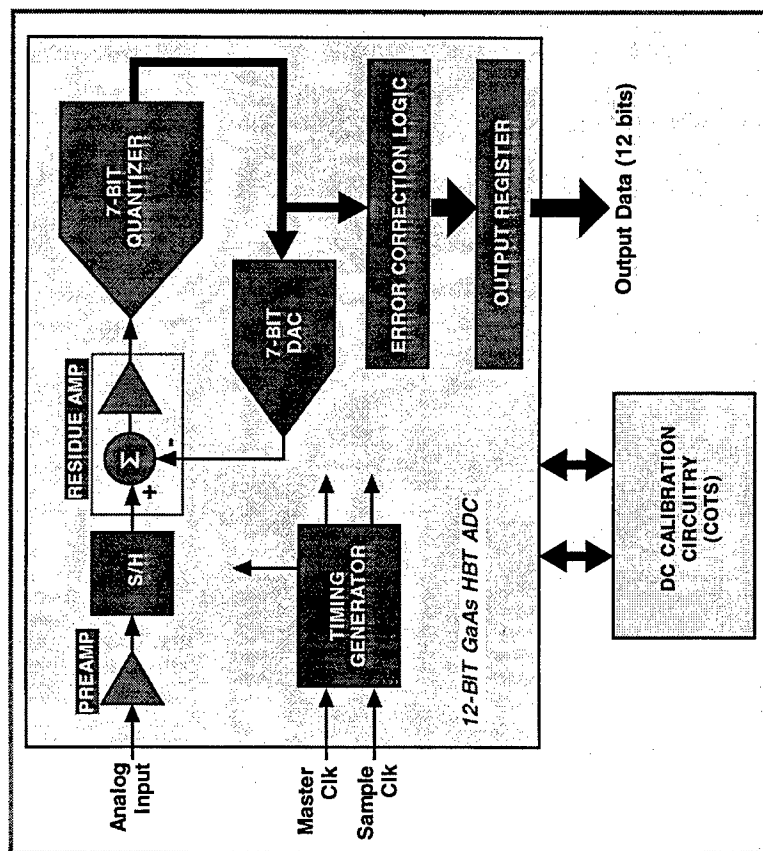 Analog
Input
PREAMP
S/H
RESIDUE AMP
+
Σ
-
7-BIT
QUANTIZER
7-BIT
DAC
Master
Clk
Sample
Clk
TIMING
GENERATOR
ERROR CORRECTION LOGIC
OUTPUT REGISTER
12-BIT GaAs HBT ADC
Output Data (12 bits)
DC CALIBRATION
CIRCUITRY
(COTS)